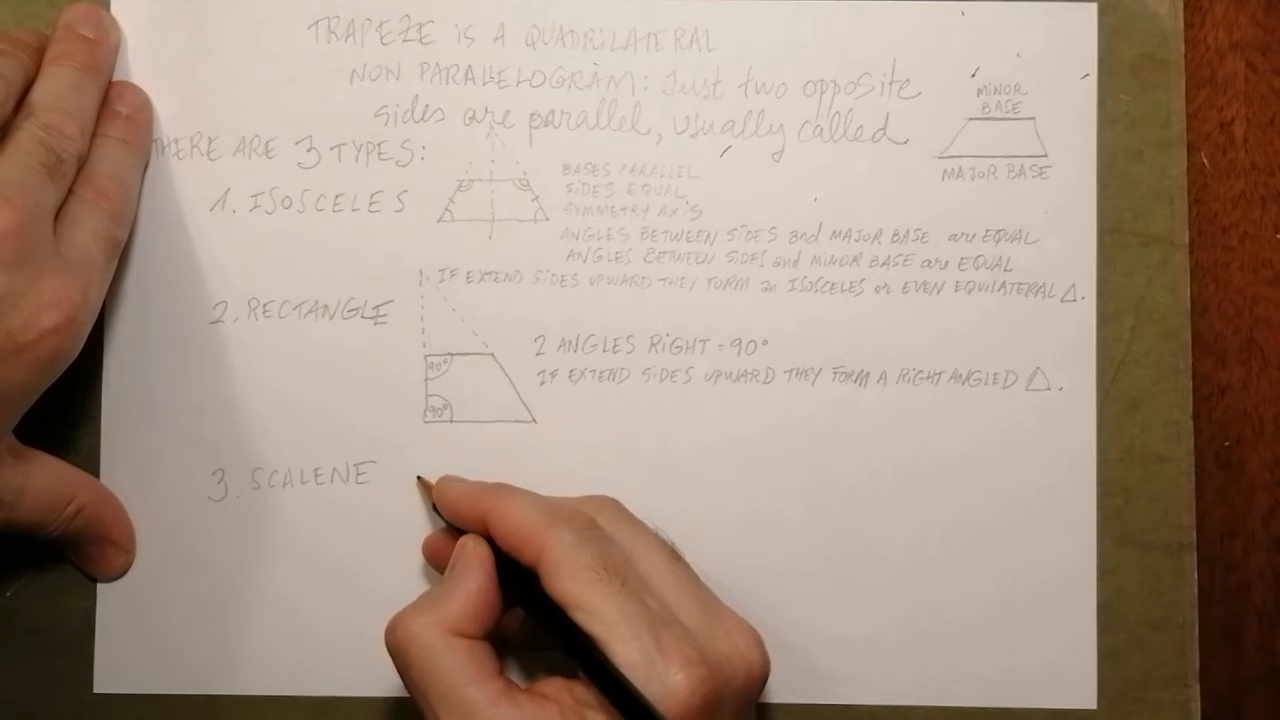 TRAPEZE iS A QUADRiLATERAL
NON PARALLELOGRAM: Just two opposite
sides are parallel, usually called
MiNOR
BASE
MAJOR BASE
THERE ARE 3 TYPES:
1. ISOSCELES
BASES PARALLEL
SiDES EQUAL
SYMMETRY AXiS
ANGLES BETWEEN SiDES and MAJOR BASE are EQUAL
ANGLES BETWEEN SiDES and MiNOR BASE are EQUAL
IF EXTEND SiDES UPWARD THEY FORM an ISOSCELES or EVEN EQUiLATERAL △.
2. RECTANGLE
90°
90°
2 ANGLES RiGHT = 90°
IF EXTEND SiDES UPWARD THEY FORM A RiGHT ANGLED △.
3. SCALENE